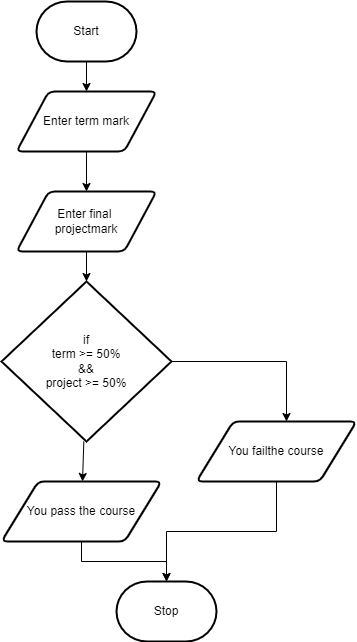 Start
Enter term mark
Enter final
projectmark
if
term >= 50%
&&
project >= 50%
You failthe course
You pass the course
Stop